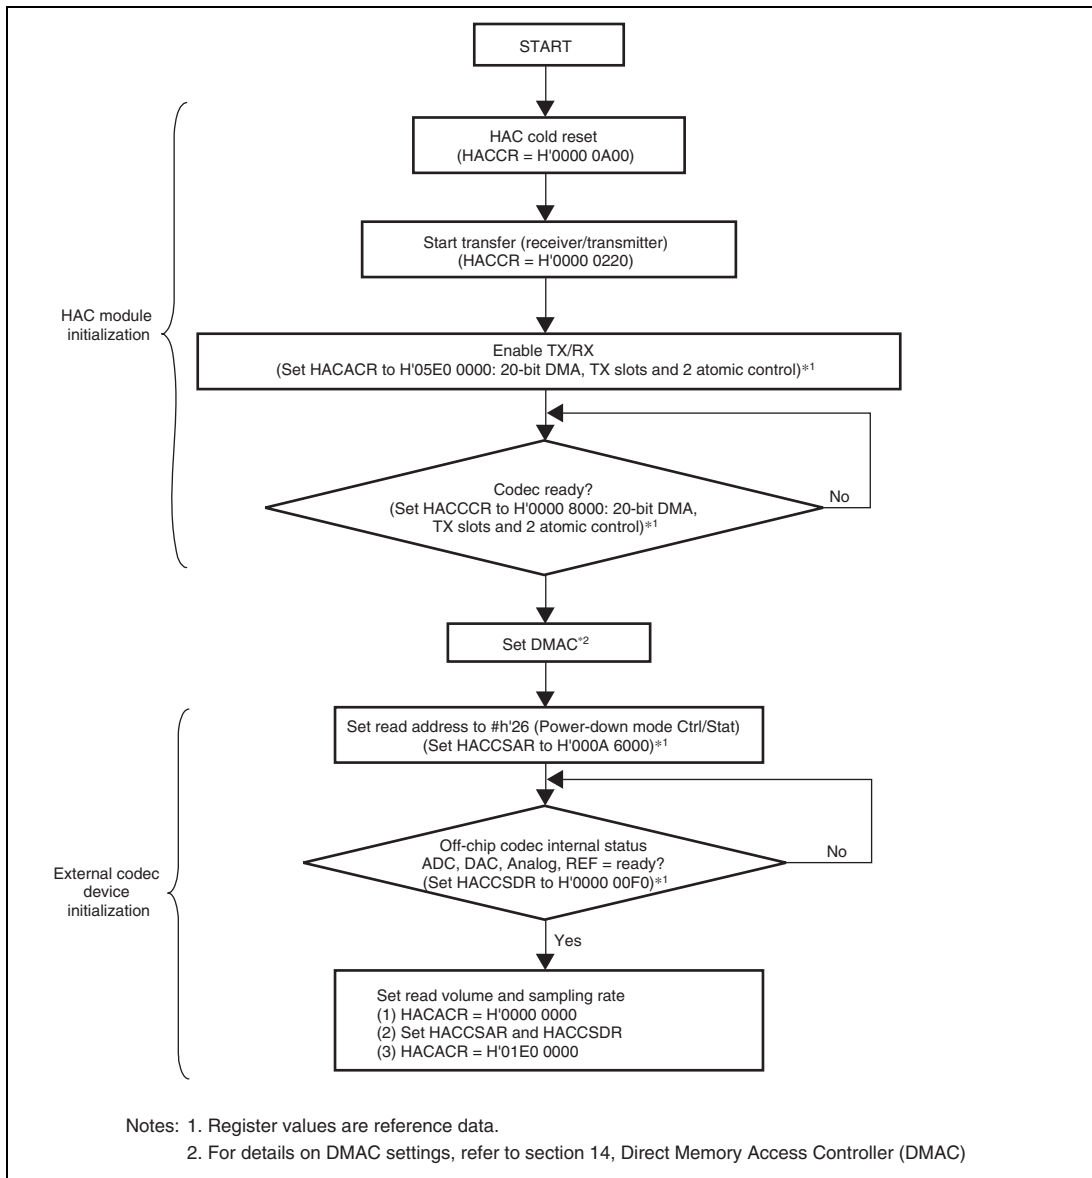 START
HAC cold reset
(HACCR = H'0000 0A00)
Start transfer (receiver/transmitter)
(HACCR = H'0000 0220)
HAC module
initialization
Enable TX/RX
(Set HACACR to H'05E0 0000: 20-bit DMA, TX slots and 2 atomic control)*1
Codec ready?
(Set HACCCR to H'0000 8000: 20-bit DMA,
TX slots and 2 atomic control)*1
No
Set DMAC*2
Set read address to #h'26 (Power-down mode Ctrl/Stat)
(Set HACCSAR to H'000A 6000)*1
Off-chip codec internal status
ADC, DAC, Analog, REF = ready?
(Set HACCSDR to H'0000 00F0)*1
No
External codec
device
initialization
Yes
Set read volume and sampling rate
(1) HACACR = H'0000 0000
(2) Set HACCSAR and HACCSDR
(3) HACACR = H'01E0 0000
Notes: 1. Register values are reference data.
2. For details on DMAC settings, refer to section 14, Direct Memory Access Controller (DMAC)